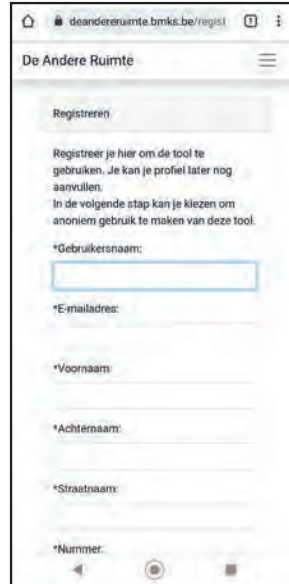 deandereruimte.bmks.be/regist
1
De Andere Ruimte
Registreren
Registreer je hier om de tool te
gebruiken. Je kan je profiel later nog
aanvullen.
In de volgende stap kan je kiezen om
anoniem gebruik te maken van deze tool.
*Gebruikersnaam:
*E-mailadres:
*Voornaam:
*Achternaam:
*Straatnaam:
*Nummer: